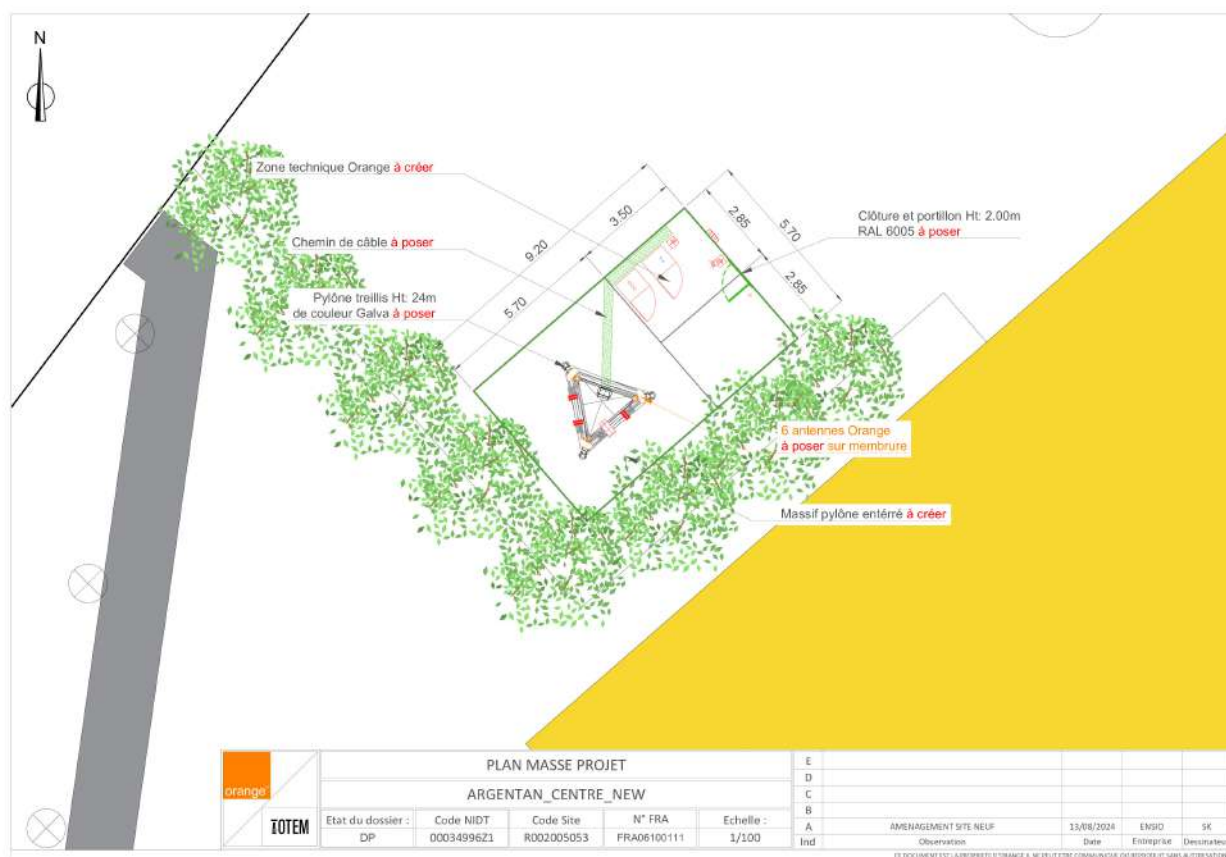 N
Zone technique Orange à créer
Chemin de câble à poser
Pylône treillis Ht: 24m
de couleur Galva à poser
9.20
3.50
5.70
2.85
5.70
2.85
Clôture et portillon Ht: 2.00m
RAL 6005 à poser
6 antennes Orange
à poser sur membrure
Massif pylône entérré à créer
orange
TOTEM
PLAN MASSE PROJET
ARGENTAN_CENTRE_NEW
Etat du dossier : Code NIDT Code Site N° FRA Echelle :
DP 00034996Z1 R002005053 FRA06100111 1/100
E
D
C
B
A AMENAGEMENT SITE NEUF 13/08/2024 ENSIO SK
Ind Observation Date Entreprise Dessinateur